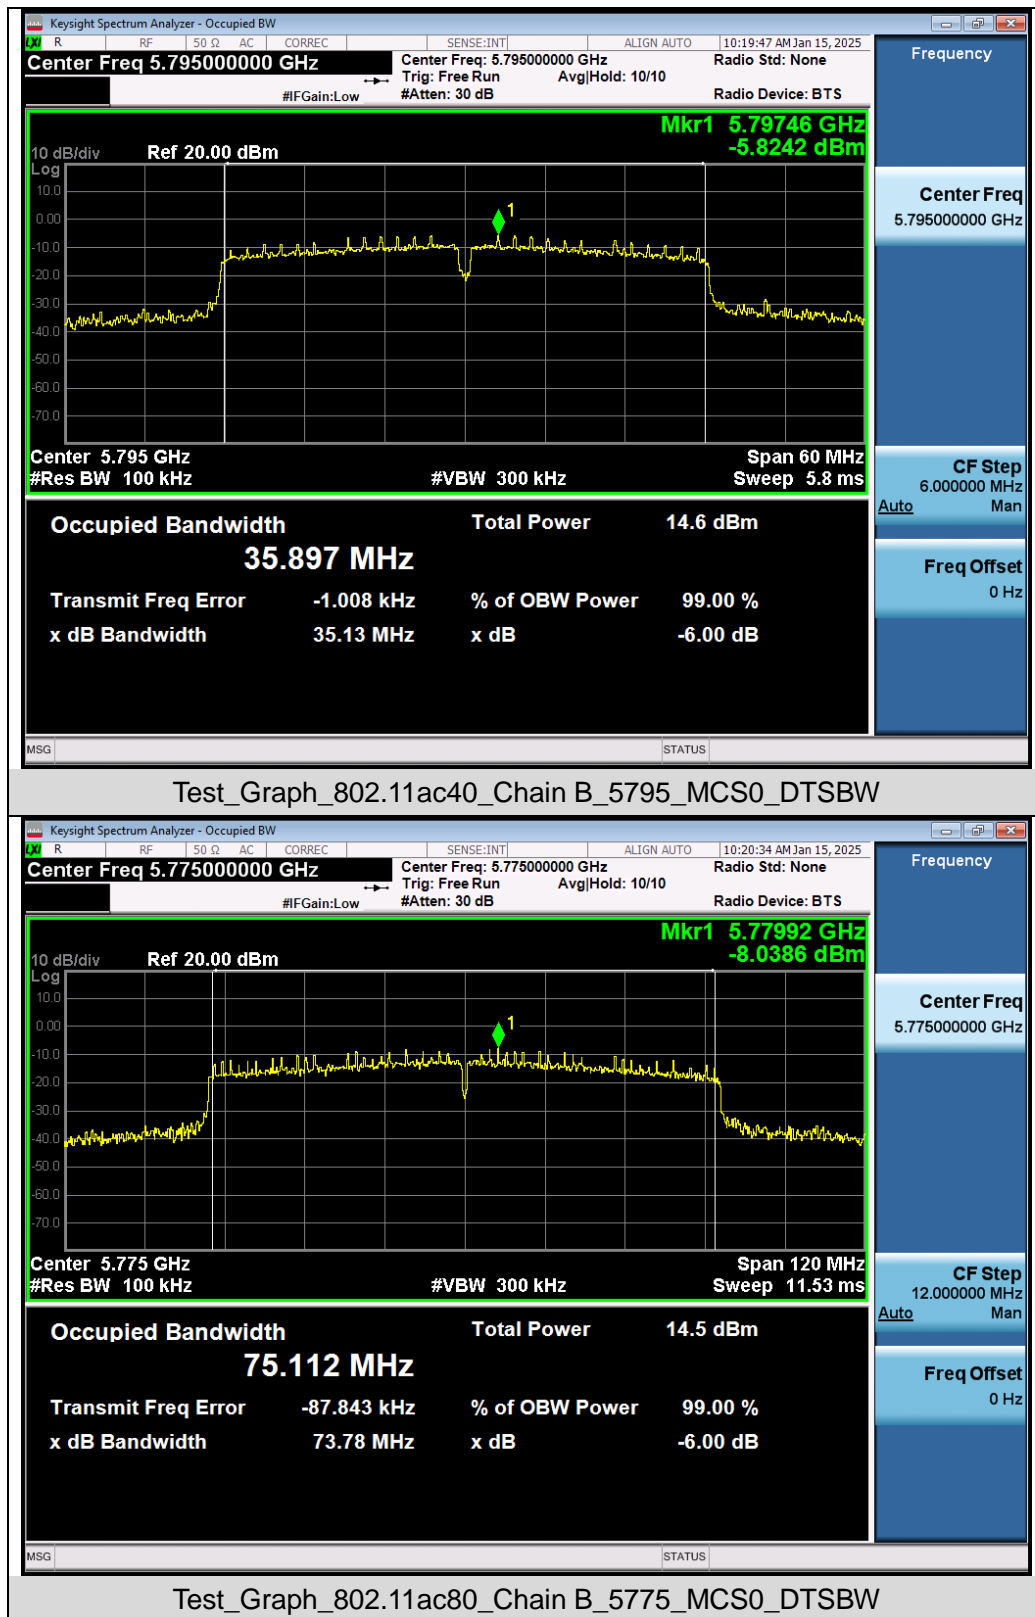 Keysight Spectrum Analyzer - Occupied BW
LXI R RF 50 Ω AC CORREC SENSE:INT ALIGN AUTO 10:19:47 AM Jan 15, 2025
Center Freq 5.795000000 GHz Center Freq: 5.795000000 GHz Radio Std: None
Trig: Free Run Avg|Hold: 10/10
#IFGain:Low #Atten: 30 dB Radio Device: BTS
Frequency
Mkr1 5.79746 GHz
10 dB/div Ref 20.00 dBm -5.8242 dBm
Log
10.0
0.00
-10.0
-20.0
-30.0
-40.0
-50.0
-60.0
-70.0
1
Center Freq
5.795000000 GHz
Center 5.795 GHz Span 60 MHz
#Res BW 100 kHz #VBW 300 kHz Sweep 5.8 ms
CF Step
6.000000 MHz
Auto Man
Occupied Bandwidth Total Power 14.6 dBm
35.897 MHz
Freq Offset
0 Hz
Transmit Freq Error -1.008 kHz % of OBW Power 99.00 %
x dB Bandwidth 35.13 MHz x dB -6.00 dB
MSG STATUS
Test_Graph_802.11ac40_Chain B_5795_MCS0_DTSBW
Keysight Spectrum Analyzer - Occupied BW
LXI R RF 50 Ω AC CORREC SENSE:INT ALIGN AUTO 10:20:34 AM Jan 15, 2025
Center Freq 5.775000000 GHz Center Freq: 5.775000000 GHz Radio Std: None
Trig: Free Run Avg|Hold: 10/10
#IFGain:Low #Atten: 30 dB Radio Device: BTS
Frequency
Mkr1 5.77992 GHz
10 dB/div Ref 20.00 dBm -8.0386 dBm
Log
10.0
0.00
-10.0
-20.0
-30.0
-40.0
-50.0
-60.0
-70.0
1
Center Freq
5.775000000 GHz
Center 5.775 GHz Span 120 MHz
#Res BW 100 kHz #VBW 300 kHz Sweep 11.53 ms
CF Step
12.000000 MHz
Auto Man
Occupied Bandwidth Total Power 14.5 dBm
75.112 MHz
Freq Offset
0 Hz
Transmit Freq Error -87.843 kHz % of OBW Power 99.00 %
x dB Bandwidth 73.78 MHz x dB -6.00 dB
MSG STATUS
Test_Graph_802.11ac80_Chain B_5775_MCS0_DTSBW